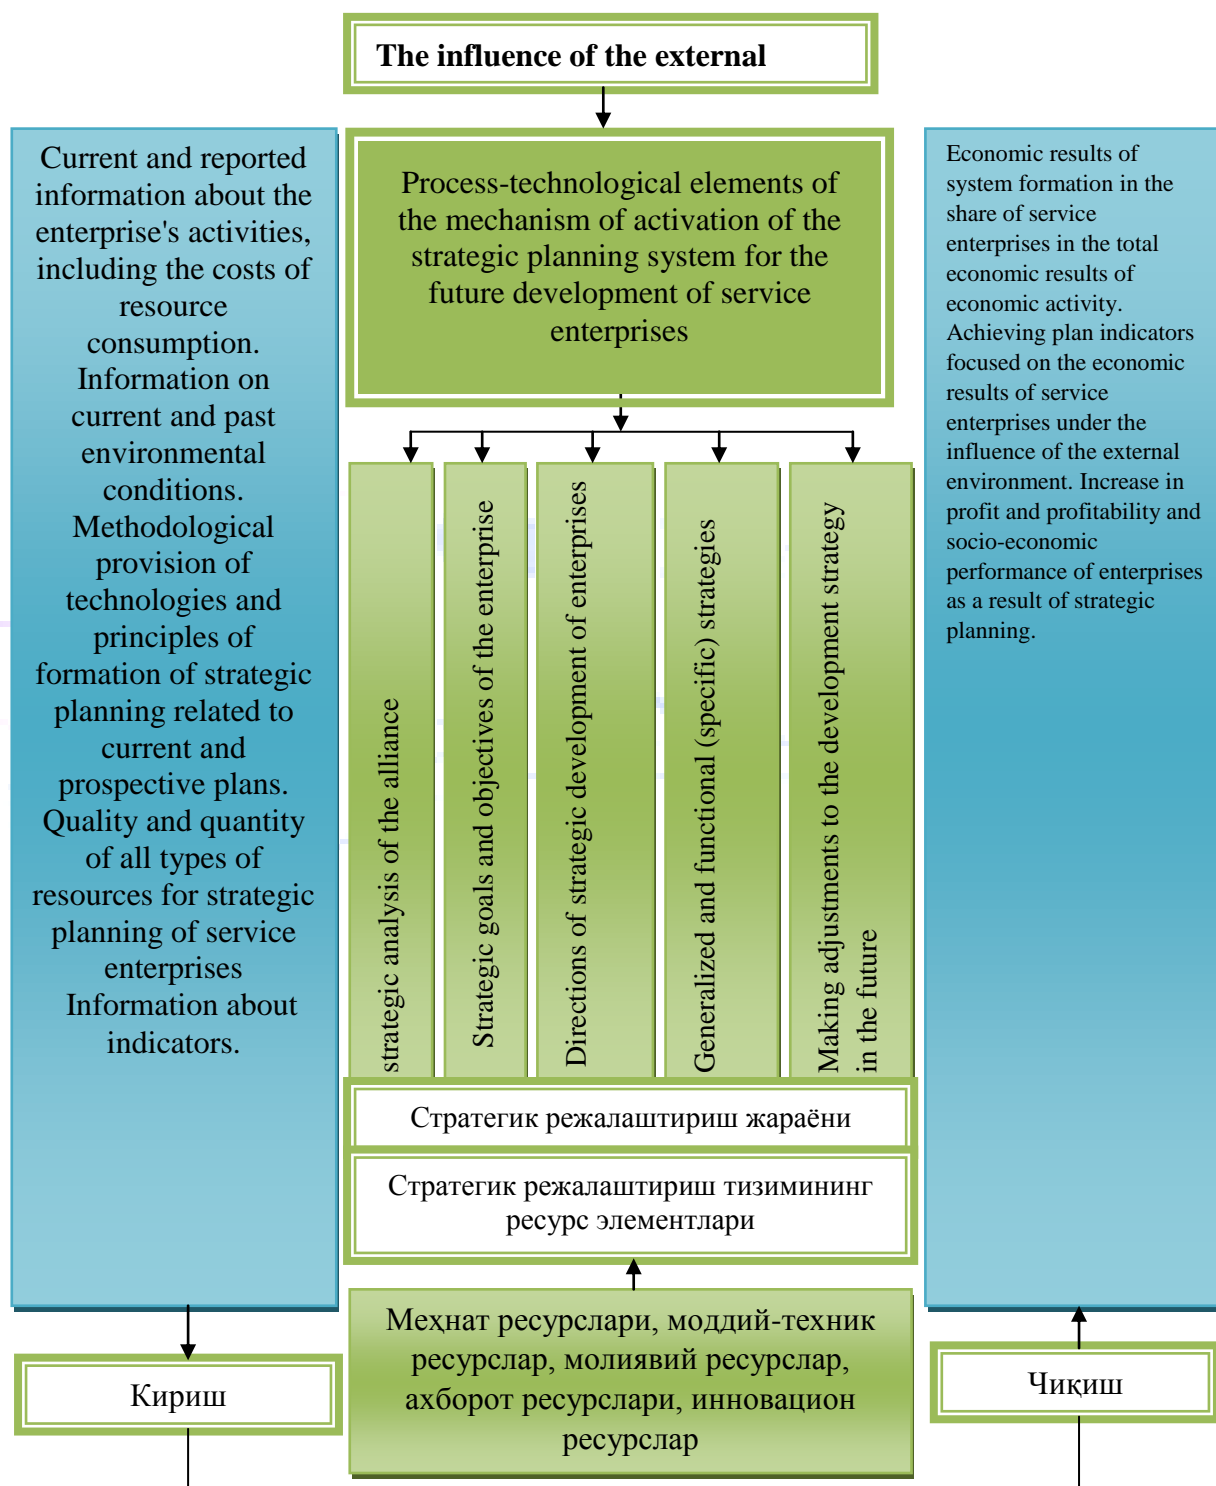 The influence of the external
Current and reported
information about the
enterprise's activities,
including the costs of
resource
consumption.
Information on
current and past
environmental
conditions.
Methodological
provision of
technologies and
principles of
formation of strategic
planning related to
current and
prospective plans.
Quality and quantity
of all types of
resources for strategic
planning of service
enterprises
Information about
indicators.
Process-technological elements of
the mechanism of activation of the
strategic planning system for the
future development of service
enterprises
Economic results of
system formation in the
share of service
enterprises in the total
economic results of
economic activity.
Achieving plan indicators
focused on the economic
results of service
enterprises under the
influence of the external
environment. Increase in
profit and profitability and
socio-economic
performance of enterprises
as a result of strategic
planning.
strategic analysis of the alliance
Strategic goals and objectives of the enterprise
Directions of strategic development of enterprises
Generalized and functional (specific) strategies
Making adjustments to the development strategy
in the future
Стратегик режалаштириш жараёни
Стратегик режалаштириш тизимининг
ресурс элементлари
Меҳнат ресурслари, моддий-техник
ресурслар, молиявий ресурслар,
ахборот ресурслари, инновацион
ресурслар
Кириш
Чиқиш